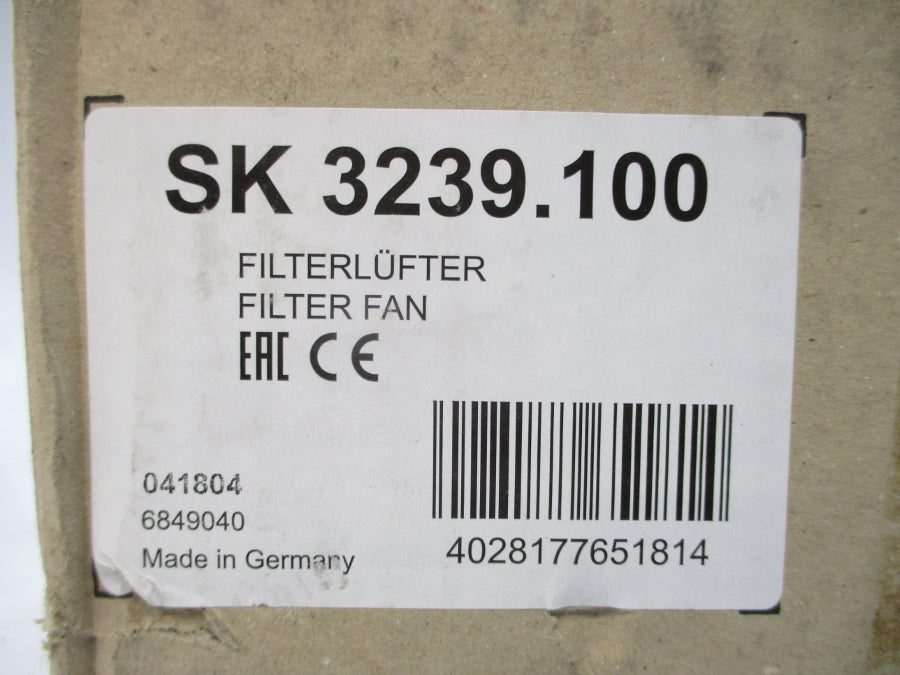 SK 3239.100
FILTERLÜFTER
FILTER FAN
EAC CE
041804
6849040
Made in Germany
4028177651814